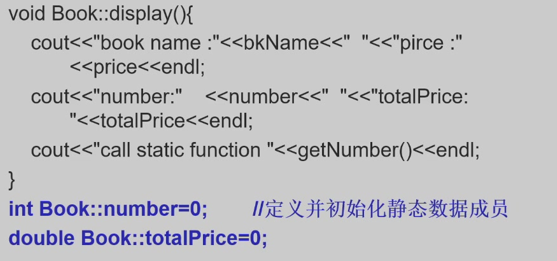 void Book::display(){
cout<<"book name :"<<bkName<<"  "<<"pirce :"
<<price<<endl;
cout<<"number:"    <<number<<"  "<<"totalPrice:
"<<totalPrice<<endl;
cout<<"call static function "<<getNumber()<<endl;
}
int Book::number=0;        //定义并初始化静态数据成员
double Book::totalPrice=0;